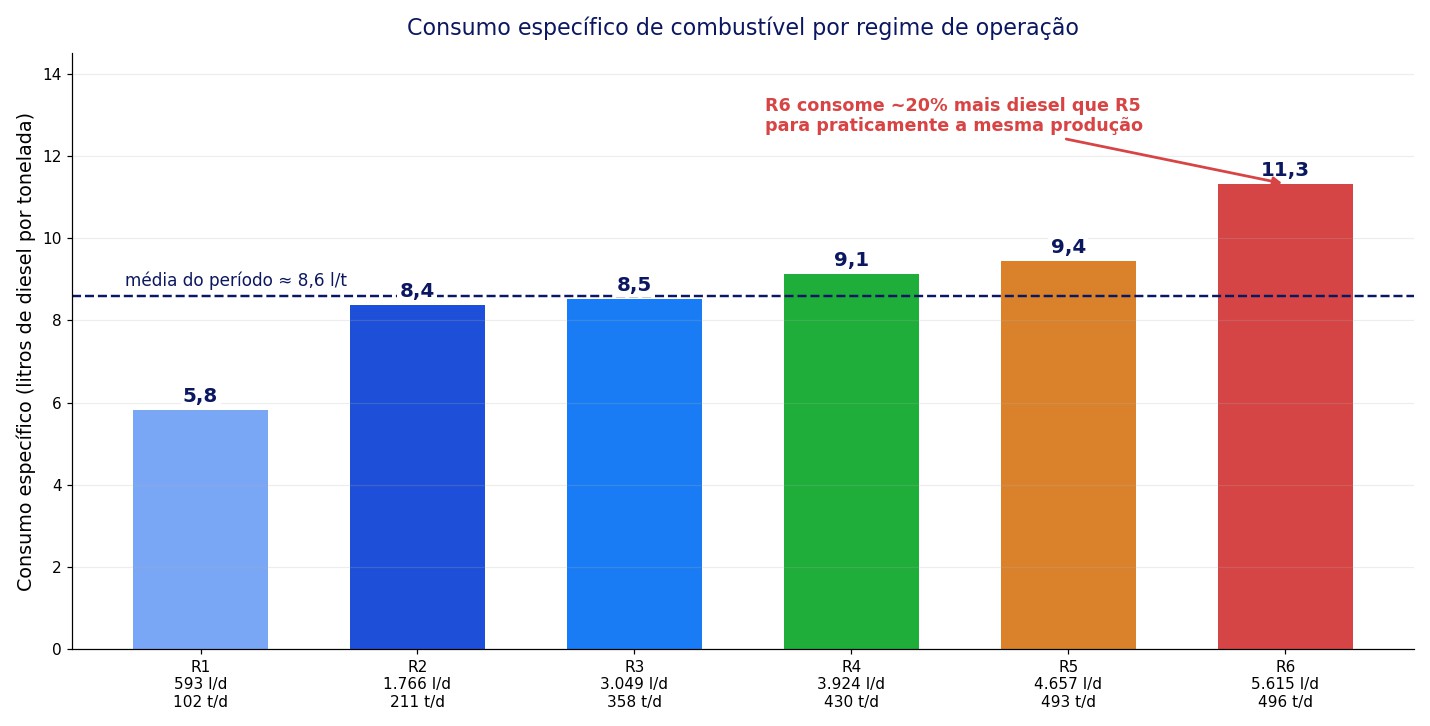 Consumo específico de combustível por regime de operação
Consumo específico (litros de diesel por tonelada)
14
12
10
8
6
4
2
0
R6 consome ~20% mais diesel que R5
para praticamente a mesma produção
média do período ≈ 8,6 l/t
5,8
8,4
8,5
9,1
9,4
11,3
R1
593 l/d
102 t/d
R2
1.766 l/d
211 t/d
R3
3.049 l/d
358 t/d
R4
3.924 l/d
430 t/d
R5
4.657 l/d
493 t/d
R6
5.615 l/d
496 t/d